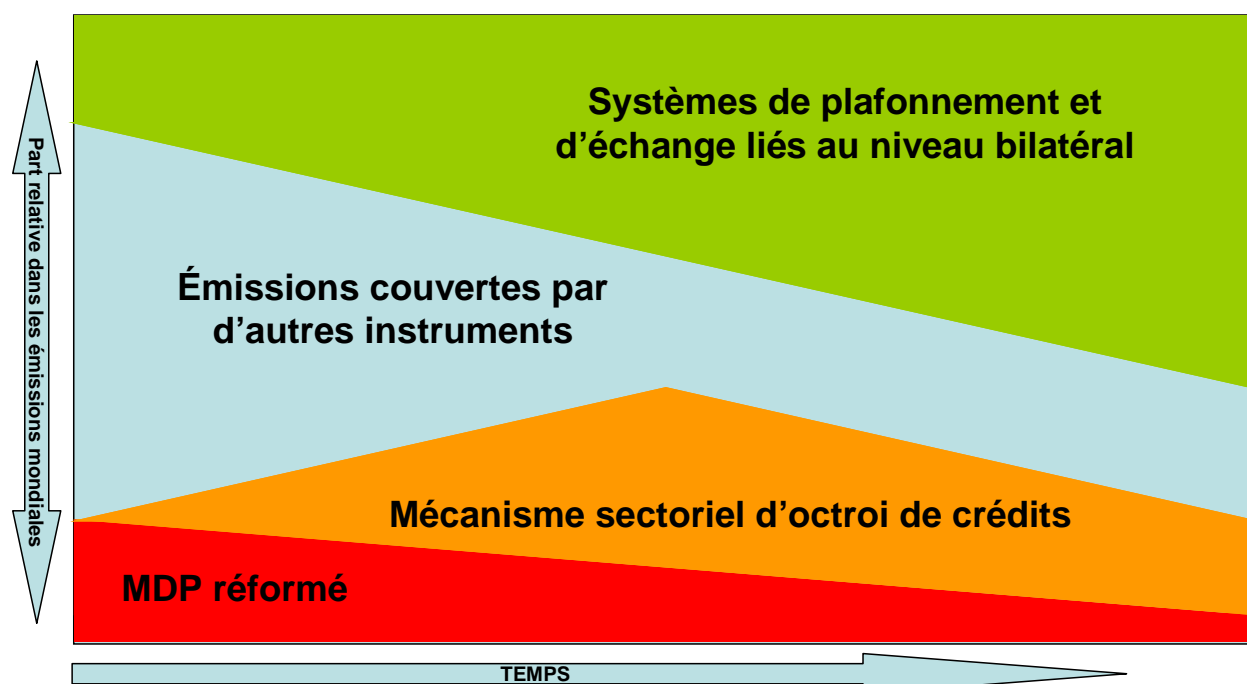 Systèmes de plafonnement et
d'échange liés au niveau bilatéral
Part relative dans les émissions mondiales
Émissions couvertes par
d'autres instruments
Mécanisme sectoriel d'octroi de crédits
MDP réformé
TEMPS